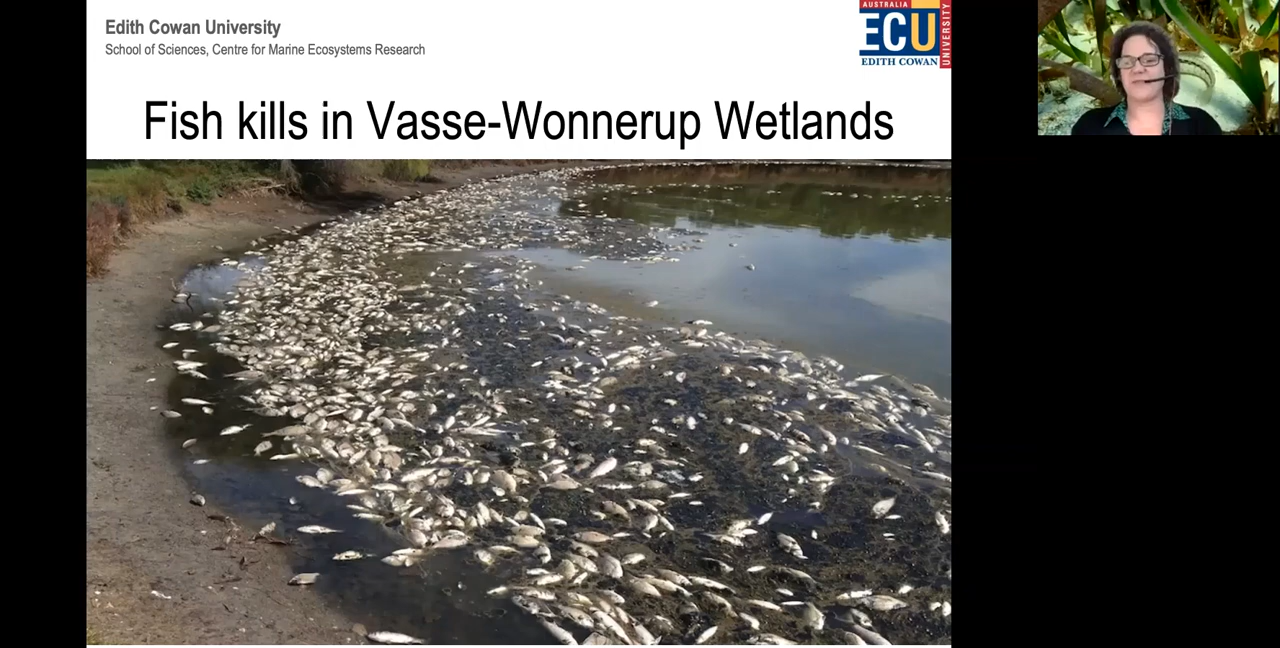 Edith Cowan University
School of Sciences, Centre for Marine Ecosystems Research
AUSTRALIA
ECU
EDITH COWAN
UNIVERSITY
Fish kills in Vasse-Wonnerup Wetlands